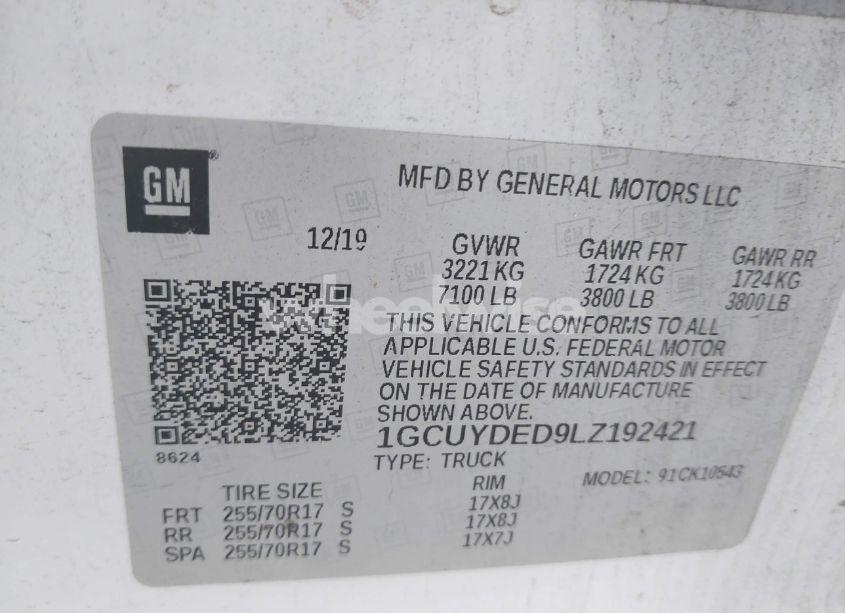 GM ®
MFD BY GENERAL MOTORS LLC
12/19
GVWR GAWR FRT GAWR RR
3221 KG 1724 KG 1724 KG
7100 LB 3800 LB 3800 LB
THIS VEHICLE CONFORMS TO ALL
APPLICABLE U.S. FEDERAL MOTOR
VEHICLE SAFETY STANDARDS IN EFFECT
ON THE DATE OF MANUFACTURE
SHOWN ABOVE.
1GCUYDED9LZ192421
8624
TYPE: TRUCK MODEL: 91CK10543
TIRE SIZE RIM
FRT 255/70R17 S 17X8J
RR 255/70R17 S 17X8J
SPA 255/70R17 S 17X7J